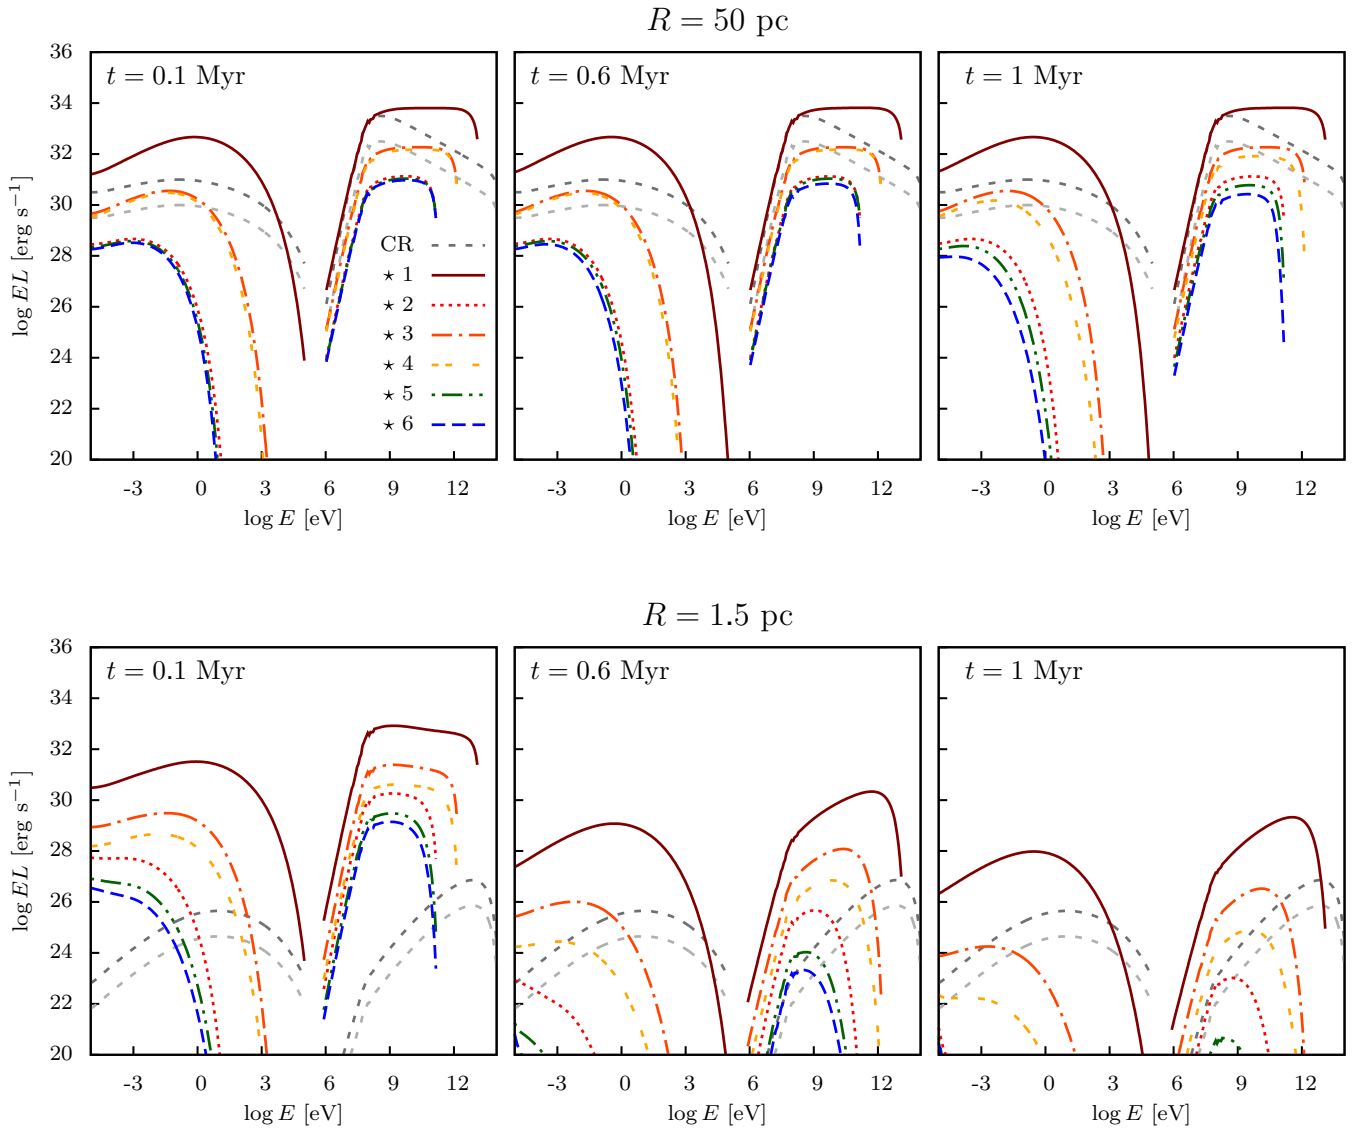 R = 50 pc
t = 0.1 Myr
t = 0.6 Myr
t = 1 Myr
36
34
32
30
28
26
24
22
20
log EL [erg s⁻¹]
CR
⋆ 1
⋆ 2
⋆ 3
⋆ 4
⋆ 5
⋆ 6
-3 0 3 6 9 12
-3 0 3 6 9 12
-3 0 3 6 9 12
log E [eV]
log E [eV]
log E [eV]
R = 1.5 pc
t = 0.1 Myr
t = 0.6 Myr
t = 1 Myr
36
34
32
30
28
26
24
22
20
log EL [erg s⁻¹]
-3 0 3 6 9 12
-3 0 3 6 9 12
-3 0 3 6 9 12
log E [eV]
log E [eV]
log E [eV]